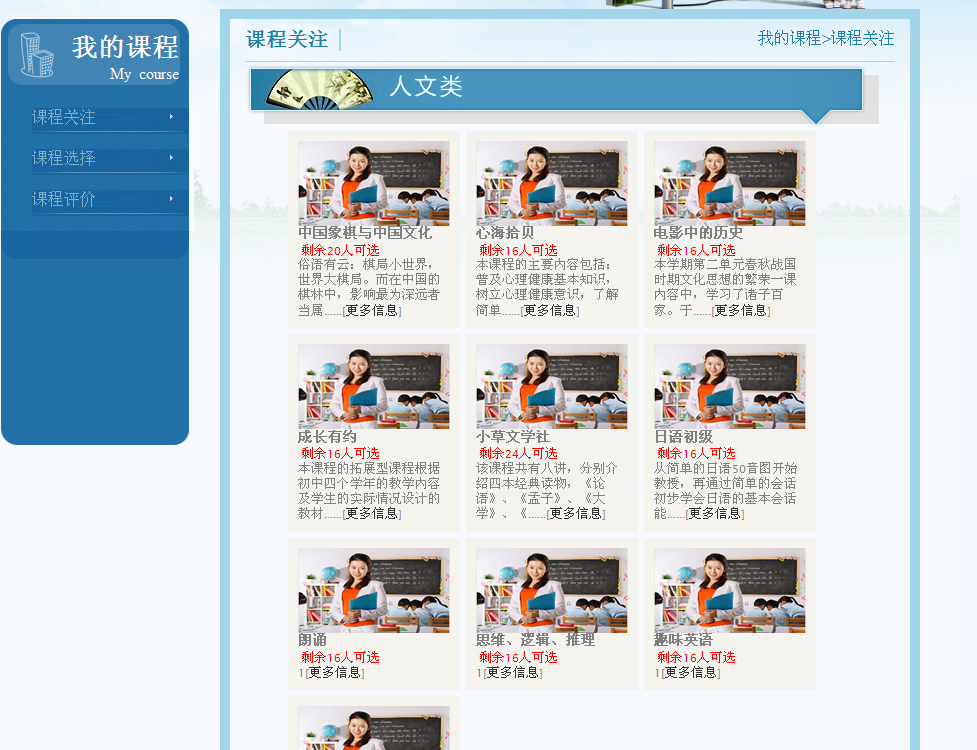 我的课程
My course
课程关注
课程选择
课程评价
课程关注
我的课程>课程关注
人文类
中国象棋与中国文化
剩余20人可选
俗语有云：棋局小世界，
世界大棋局。而在中国的
棋林中，影响最为深远者
当属......[更多信息]
心海拾贝
剩余16人可选
本课程的主要内容包括：
普及心理健康基本知识，
树立心理健康意识，了解
简单......[更多信息]
电影中的历史
剩余16人可选
本学期第二单元春秋战国
时期文化思想的繁荣一课
内容中，学习了诸子百
家。于......[更多信息]
成长有约
剩余16人可选
本课程的拓展型课程根据
初中四个学年的教学内容
及学生的实际情况设计的
教材......[更多信息]
小草文学社
剩余24人可选
该课程共有八讲，分别介
绍四本经典读物，《论
语》、《孟子》、《大
学》、《......[更多信息]
日语初级
剩余16人可选
从简单的日语50音图开始
教授，再通过简单的会话
初步学会日语的基本会话
能......[更多信息]
朗诵
剩余16人可选
1[更多信息]
思维、逻辑、推理
剩余16人可选
1[更多信息]
趣味英语
剩余16人可选
1[更多信息]